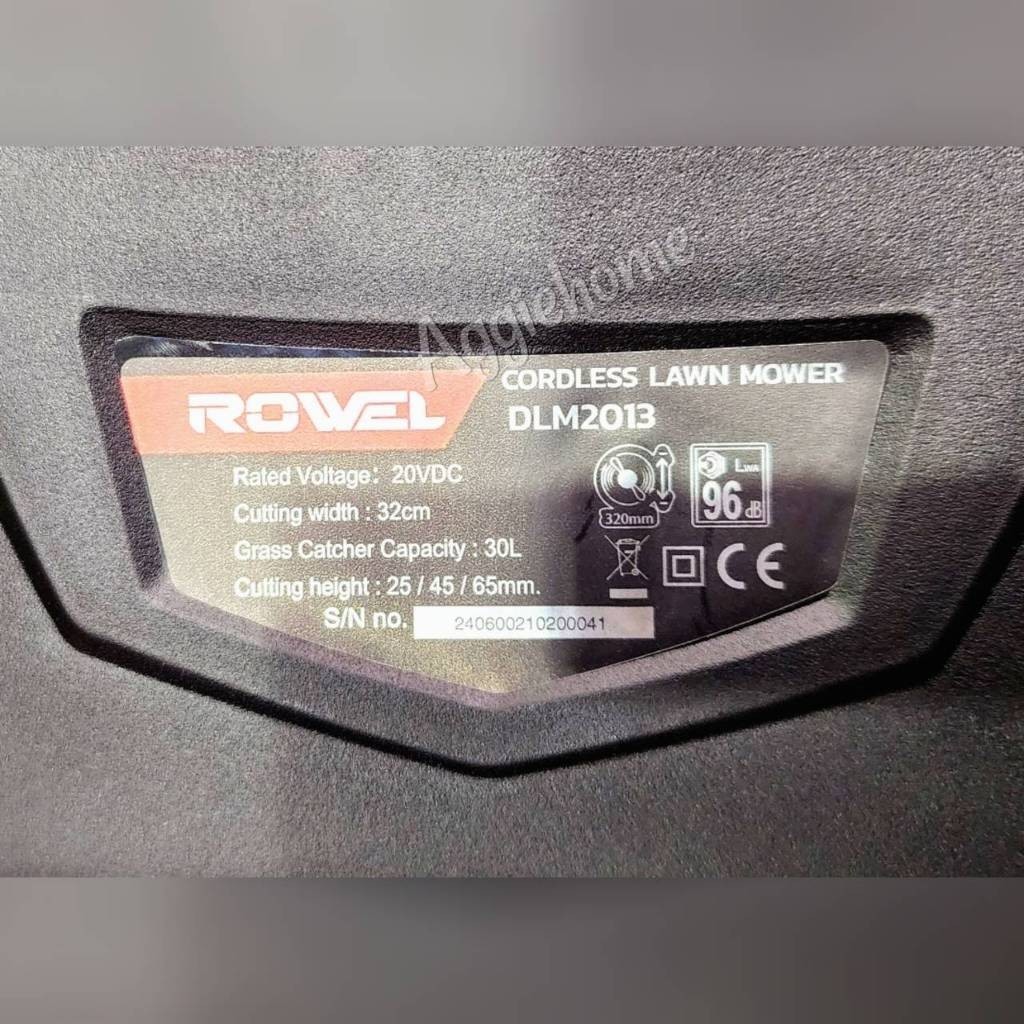 Aggiehome
ROWEL
CORDLESS LAWN MOWER
DLM2013
Rated Voltage: 20VDC
Cutting width : 32cm
Grass Catcher Capacity : 30L
Cutting height : 25 / 45 / 65mm.
S/N no. 240600210200041
320mm
LWA
96 dB
CE